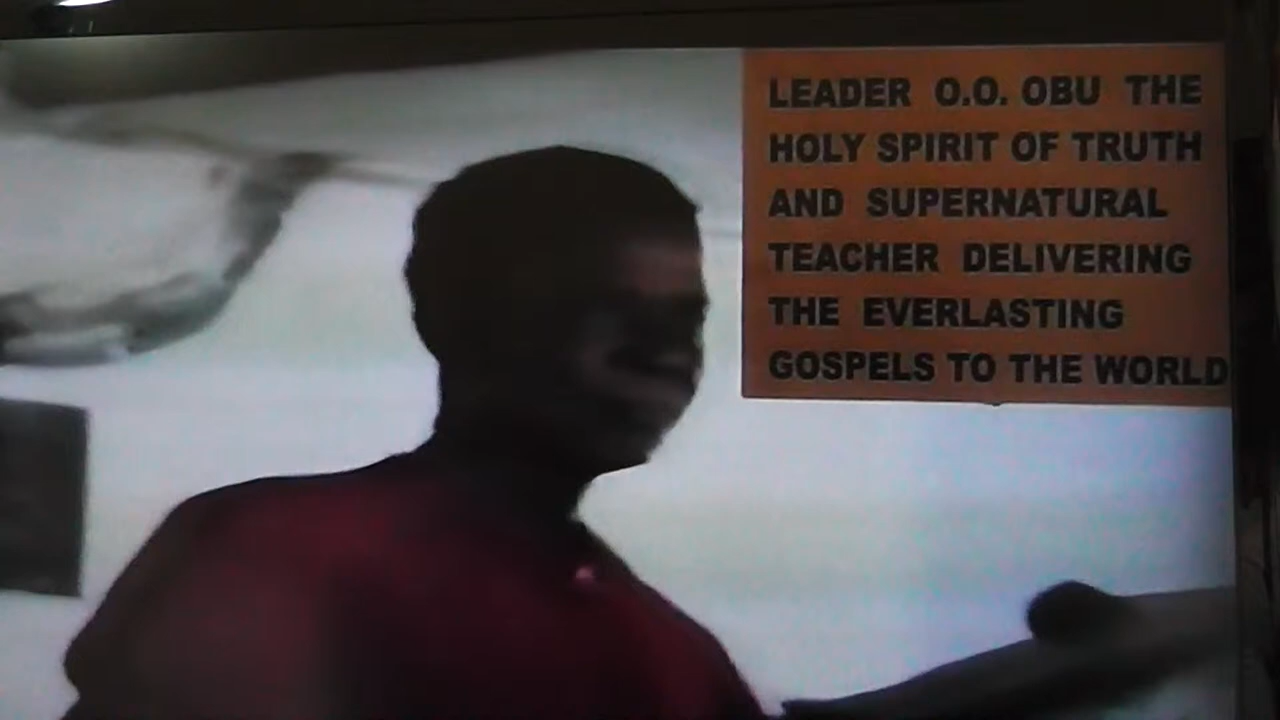 LEADER O.O. OBU THE
HOLY SPIRIT OF TRUTH
AND SUPERNATURAL
TEACHER DELIVERING
THE EVERLASTING
GOSPELS TO THE WORLD